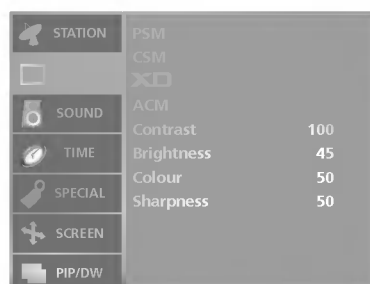 STATION
SOUND
TIME
SPECIAL
SCREEN
PIP/DW
PSM
CSM
XD
ACM
Contrast 100
Brightness 45
Colour 50
Sharpness 50